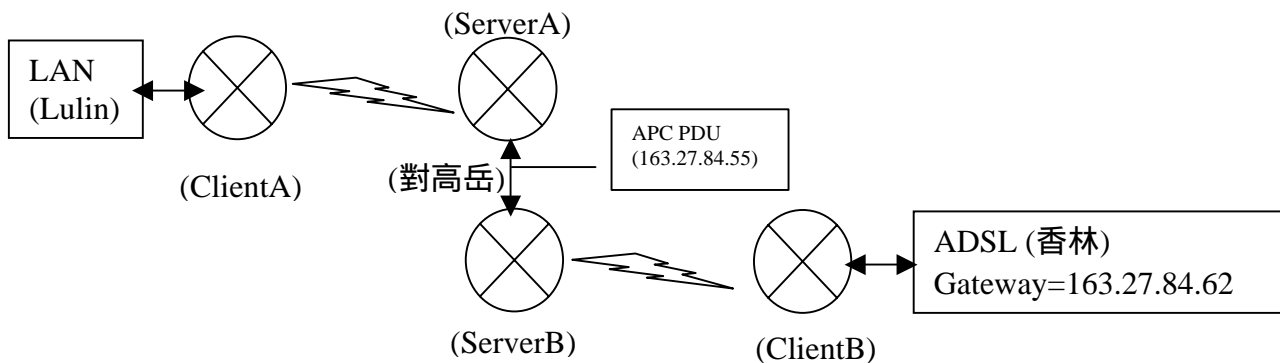 (ServerA)
LAN
(Lulin)
(ClientA)
APC PDU
(163.27.84.55)
(對高岳)
(ServerB)
(ClientB)
ADSL (香林)
Gateway=163.27.84.62